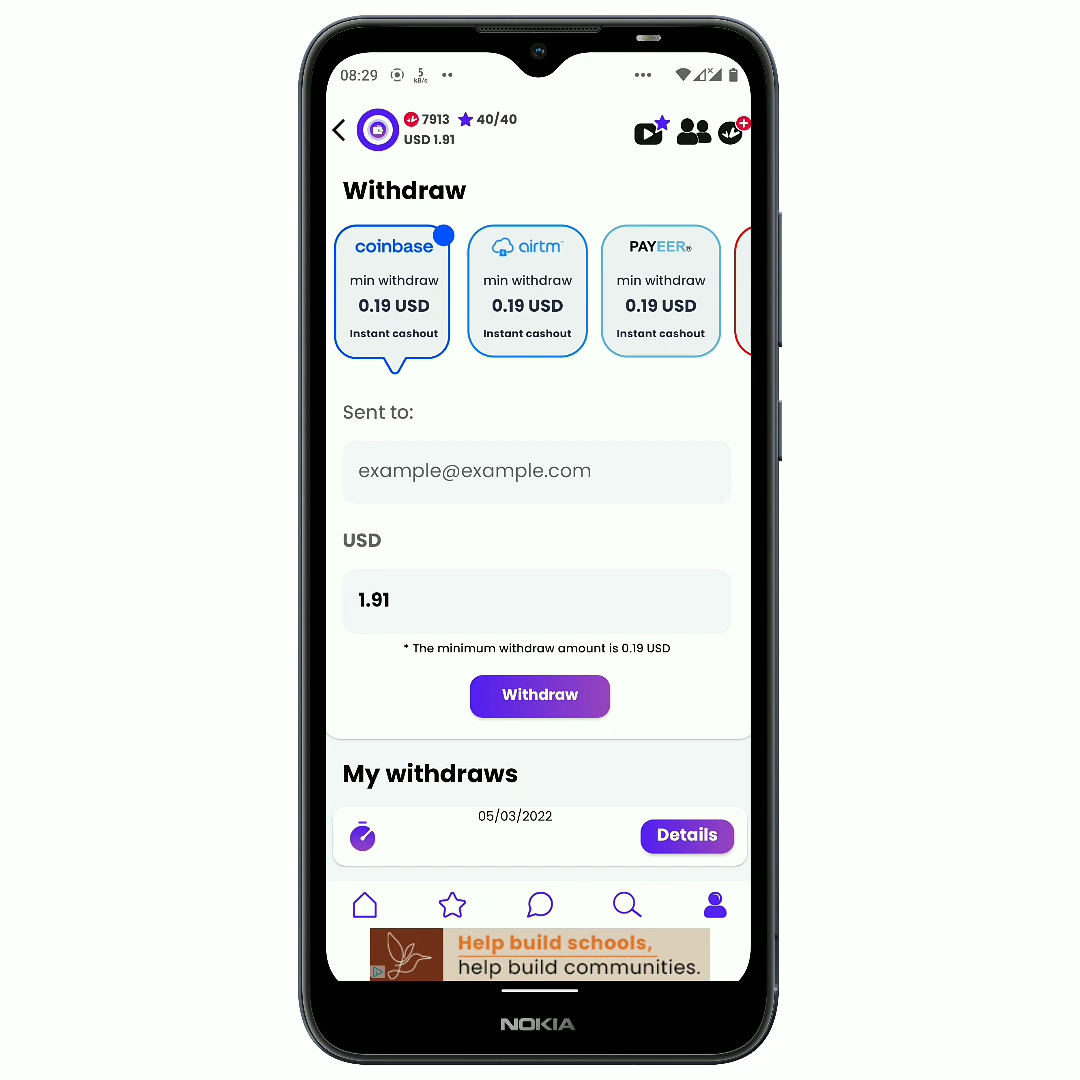 08:29 5 kB/s
7913 40/40
USD 1.91
Withdraw
coinbase
min withdraw
0.19 USD
Instant cashout
airtm
min withdraw
0.19 USD
Instant cashout
PAYEER®
min withdraw
0.19 USD
Instant cashout
Sent to:
example@example.com
USD
1.91
* The minimum withdraw amount is 0.19 USD
Withdraw
My withdraws
05/03/2022
Details
Help build schools,
help build communities.
NOKIA